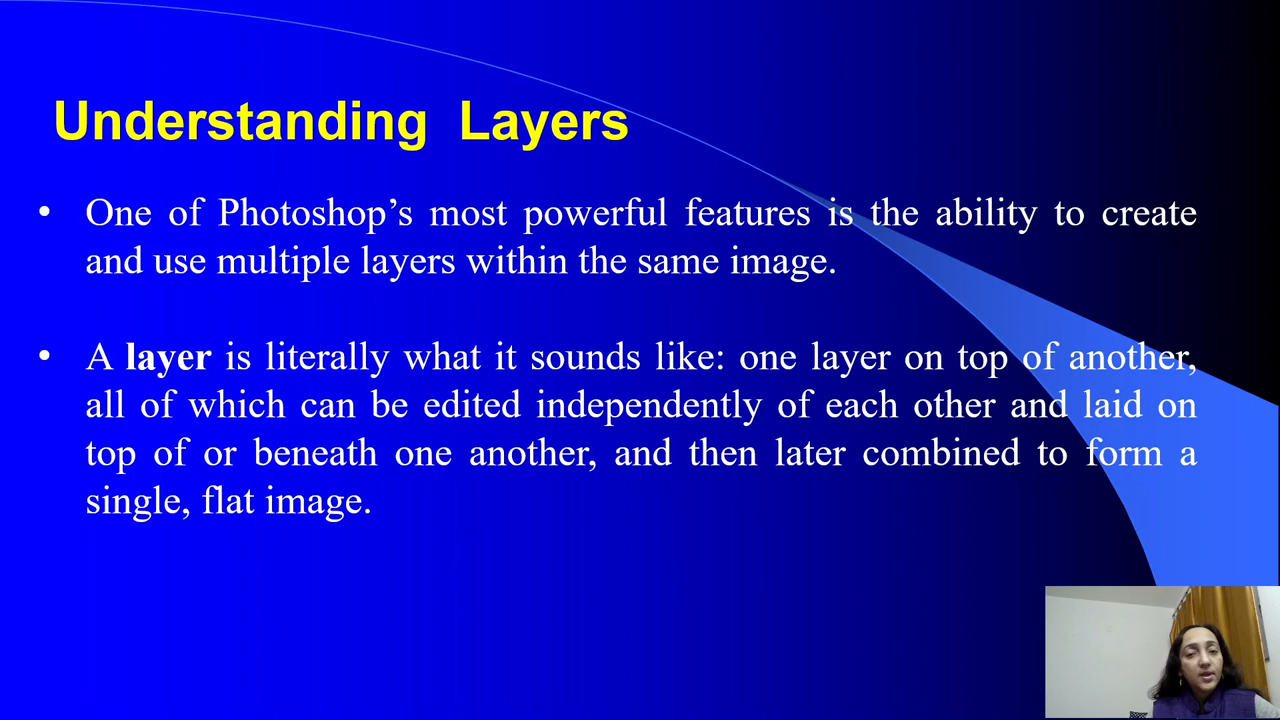 Understanding Layers
• One of Photoshop’s most powerful features is the ability to create
and use multiple layers within the same image.
• A layer is literally what it sounds like: one layer on top of another,
all of which can be edited independently of each other and laid on
top of or beneath one another, and then later combined to form a
single, flat image.